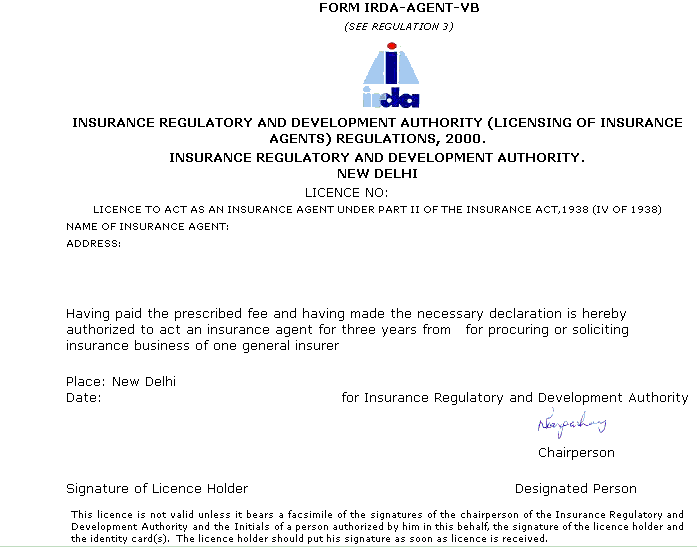 FORM IRDA-AGENT-VB
(SEE REGULATION 3)
irda
INSURANCE REGULATORY AND DEVELOPMENT AUTHORITY (LICENSING OF INSURANCE
AGENTS) REGULATIONS, 2000.
INSURANCE REGULATORY AND DEVELOPMENT AUTHORITY.
NEW DELHI
LICENCE NO:
LICENCE TO ACT AS AN INSURANCE AGENT UNDER PART II OF THE INSURANCE ACT,1938 (IV OF 1938)
NAME OF INSURANCE AGENT:
ADDRESS:
Having paid the prescribed fee and having made the necessary declaration is hereby
authorized to act an insurance agent for three years from for procuring or soliciting
insurance business of one general insurer
Place: New Delhi
Date:
for Insurance Regulatory and Development Authority
Chairperson
Signature of Licence Holder
Designated Person
This licence is not valid unless it bears a facsimile of the signatures of the chairperson of the Insurance Regulatory and
Development Authority and the Initials of a person authorized by him in this behalf, the signature of the licence holder and
the identity card(s). The licence holder should put his signature as soon as licence is received.